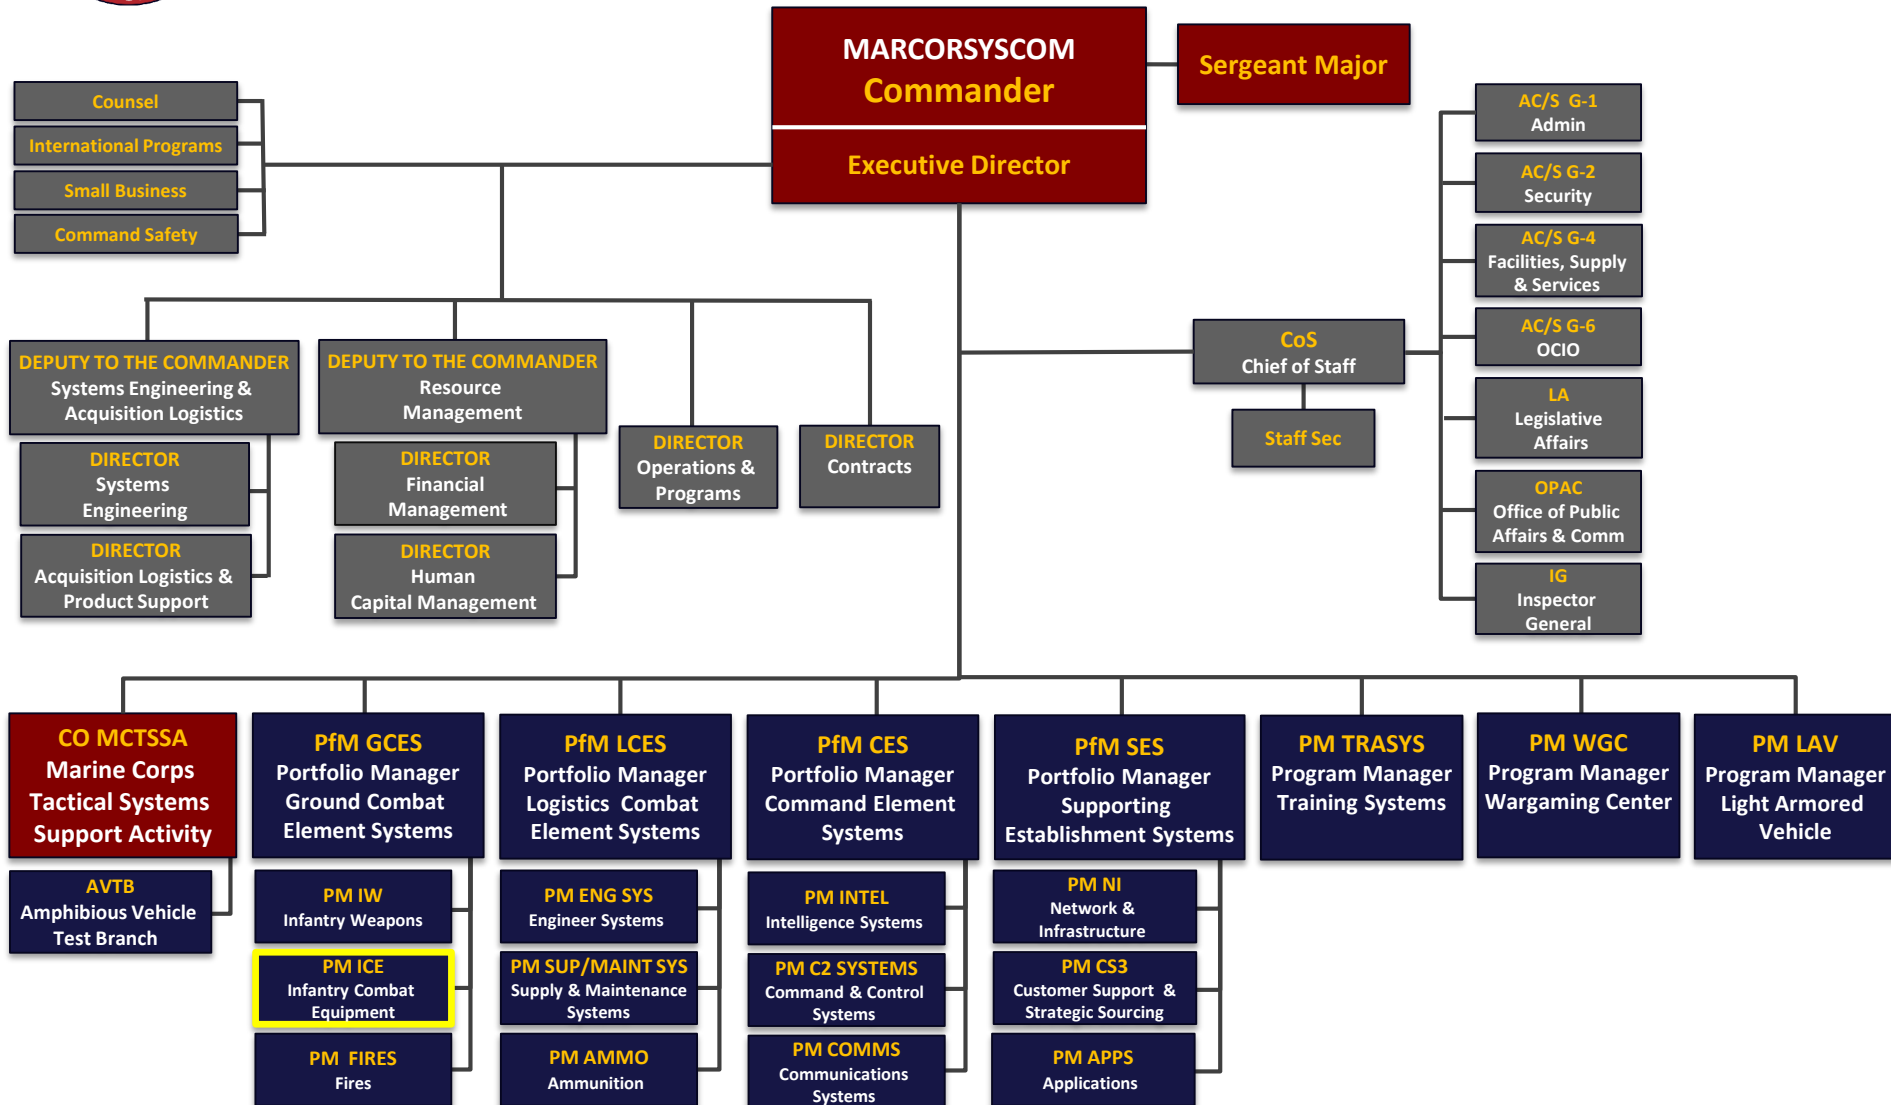 MARCORSYSCOM
Commander
Executive Director
Sergeant Major
Counsel
International Programs
Small Business
Command Safety
AC/S G-1
Admin
AC/S G-2
Security
AC/S G-4
Facilities, Supply
& Services
AC/S G-6
OCIO
LA
Legislative
Affairs
OPAC
Office of Public
Affairs & Comm
IG
Inspector
General
CoS
Chief of Staff
Staff Sec
DEPUTY TO THE COMMANDER
Systems Engineering &
Acquisition Logistics
DIRECTOR
Systems
Engineering
DIRECTOR
Acquisition Logistics &
Product Support
DEPUTY TO THE COMMANDER
Resource
Management
DIRECTOR
Financial
Management
DIRECTOR
Human
Capital Management
DIRECTOR
Operations &
Programs
DIRECTOR
Contracts
CO MCTSSA
Marine Corps
Tactical Systems
Support Activity
AVTB
Amphibious Vehicle
Test Branch
PfM GCES
Portfolio Manager
Ground Combat
Element Systems
PM IW
Infantry Weapons
PM ICE
Infantry Combat
Equipment
PM FIRES
Fires
PfM LCES
Portfolio Manager
Logistics Combat
Element Systems
PM ENG SYS
Engineer Systems
PM SUP/MAINT SYS
Supply & Maintenance
Systems
PM AMMO
Ammunition
PfM CES
Portfolio Manager
Command Element
Systems
PM INTEL
Intelligence Systems
PM C2 SYSTEMS
Command & Control
Systems
PM COMMS
Communications
Systems
PfM SES
Portfolio Manager
Supporting
Establishment Systems
PM NI
Network &
Infrastructure
PM CS3
Customer Support &
Strategic Sourcing
PM APPS
Applications
PM TRASYS
Program Manager
Training Systems
PM WGC
Program Manager
Wargaming Center
PM LAV
Program Manager
Light Armored
Vehicle